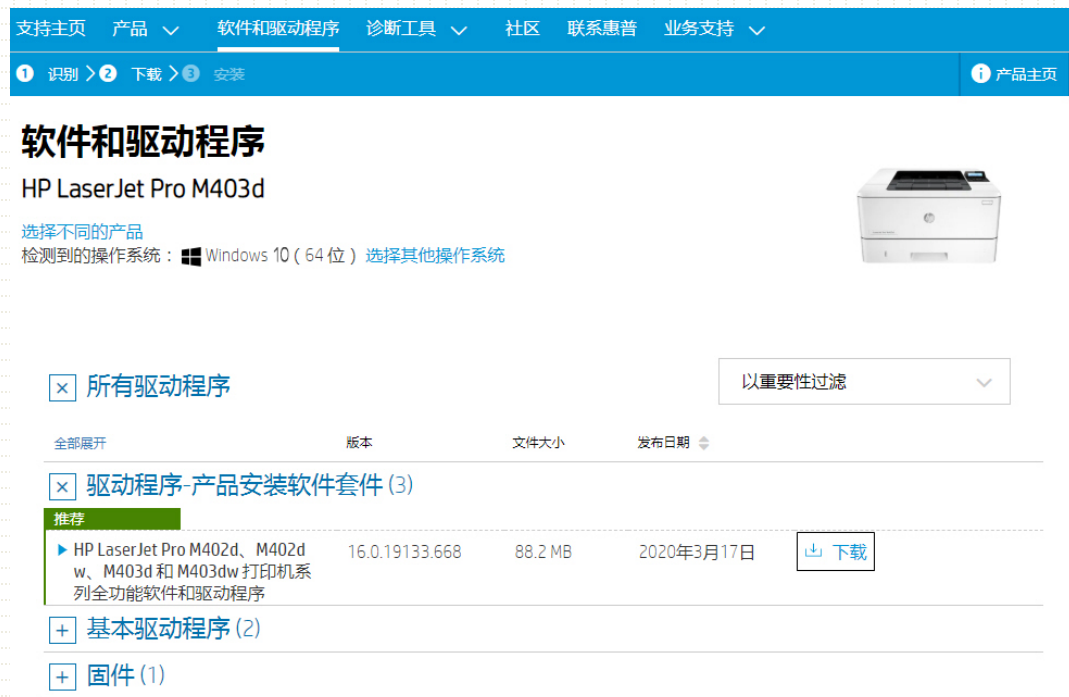 支持主页 产品 软件和驱动程序 诊断工具 社区 联系惠普 业务支持
1 识别 2 下载 3 安装 产品主页
软件和驱动程序
HP LaserJet Pro M403d
选择不同的产品
检测到的操作系统： Windows 10 ( 64 位 ) 选择其他操作系统
所有驱动程序 以重要性过滤
全部展开 版本 文件大小 发布日期
驱动程序-产品安装软件套件 (3)
推荐
HP LaserJet Pro M402d、M402d 16.0.19133.668 88.2 MB 2020年3月17日 下载
w、M403d 和 M403dw 打印机系
列全功能软件和驱动程序
基本驱动程序 (2)
固件 (1)